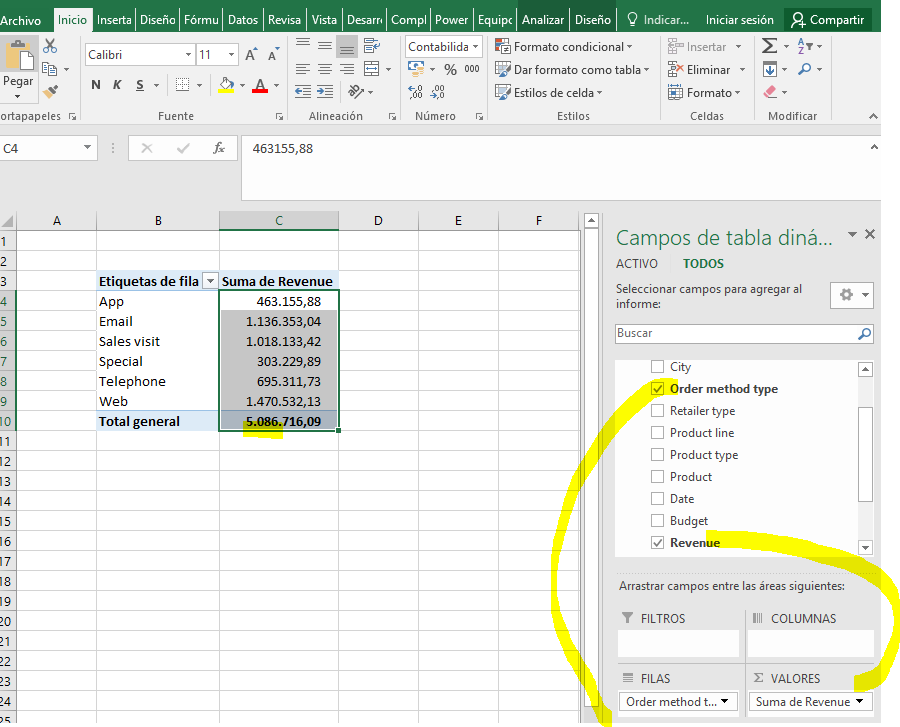 Archivo Inicio Inserta Diseño Fórmu Datos Revisa Vista Desarr Compl Power Equipc Analizar Diseño Indicar... Iniciar sesión Compartir
Pegar
Calibri 11
N K S
Contabilida
% 000
Formato condicional
Dar formato como tabla
Estilos de celda
Insertar
Eliminar
Formato
ortapapeles Fuente Alineación Número Estilos Celdas Modificar
C4 fx 463155,88
A B C D E F
1
2
3 Etiquetas de fila Suma de Revenue
4 App 463.155,88
5 Email 1.136.353,04
6 Sales visit 1.018.133,42
7 Special 303.229,89
8 Telephone 695.311,73
9 Web 1.470.532,13
10 Total general 5.086.716,09
11
12
13
14
15
16
17
18
19
20
21
22
23
24
25
Campos de tabla diná...
ACTIVO TODOS
Seleccionar campos para agregar al
informe:
Buscar
City
Order method type
Retailer type
Product line
Product type
Product
Date
Budget
Revenue
Arrastrar campos entre las áreas siguientes:
FILTROS COLUMNAS
FILAS Σ VALORES
Order method t... Suma de Revenue